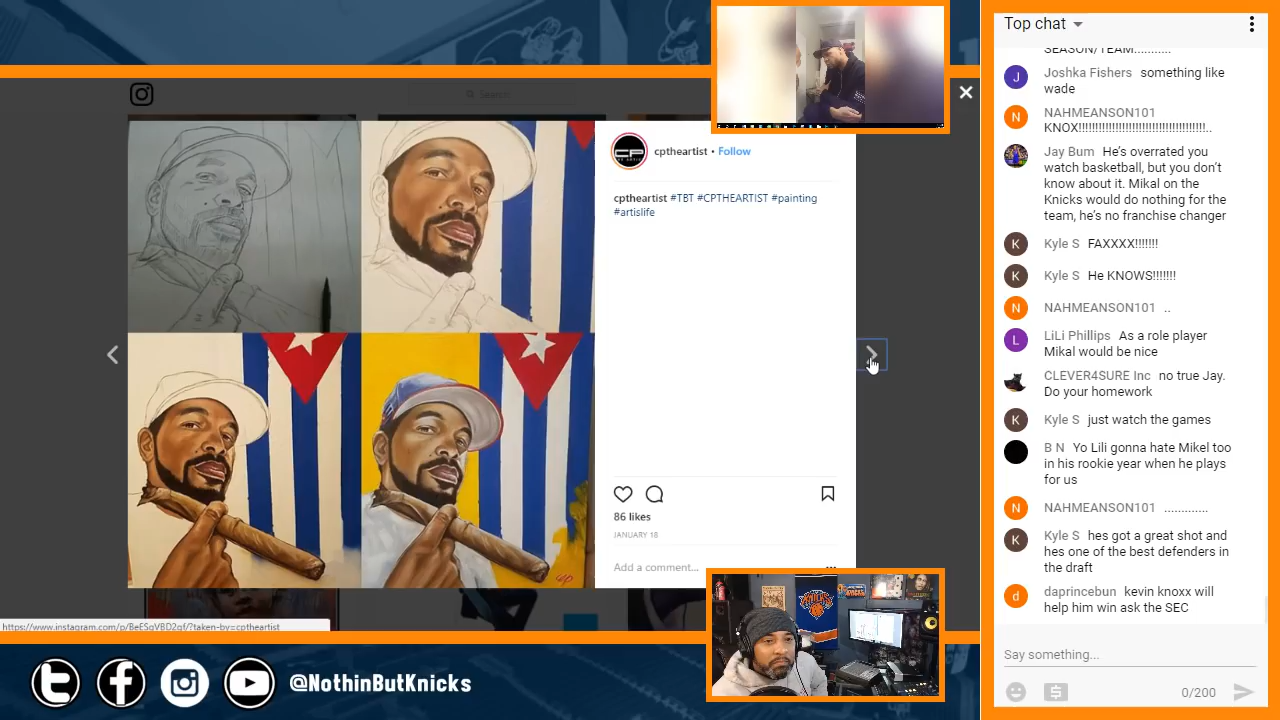 Search
cptheartist • Follow
cptheartist #TBT #CPTHEARTIST #painting
#artislife
86 likes
JANUARY 18
Add a comment...
https://www.instagram.com/p/BeESqVBD2qf/?taken-by=cptheartist
KNICKS
@NothinButKnicks
Top chat
SEASON/TEAM...........
Joshka Fishers something like
wade
NAHMEANSON101
KNOX!!!!!!!!!!!!!!!!!!!!!!!!!!!!!!!!!!!!!!!..
Jay Bum He's overrated you
watch basketball, but you don't
know about it. Mikal on the
Knicks would do nothing for the
team, he's no franchise changer
Kyle S FAXXXX!!!!!!!
Kyle S He KNOWS!!!!!!!
NAHMEANSON101 ..
LiLi Phillips As a role player
Mikal would be nice
CLEVER4SURE Inc no true Jay.
Do your homework
Kyle S just watch the games
B N Yo Lili gonna hate Mikel too
in his rookie year when he plays
for us
NAHMEANSON101 .............
Kyle S hes got a great shot and
hes one of the best defenders in
the draft
daprincebun kevin knoxx will
help him win ask the SEC
Say something...
0/200